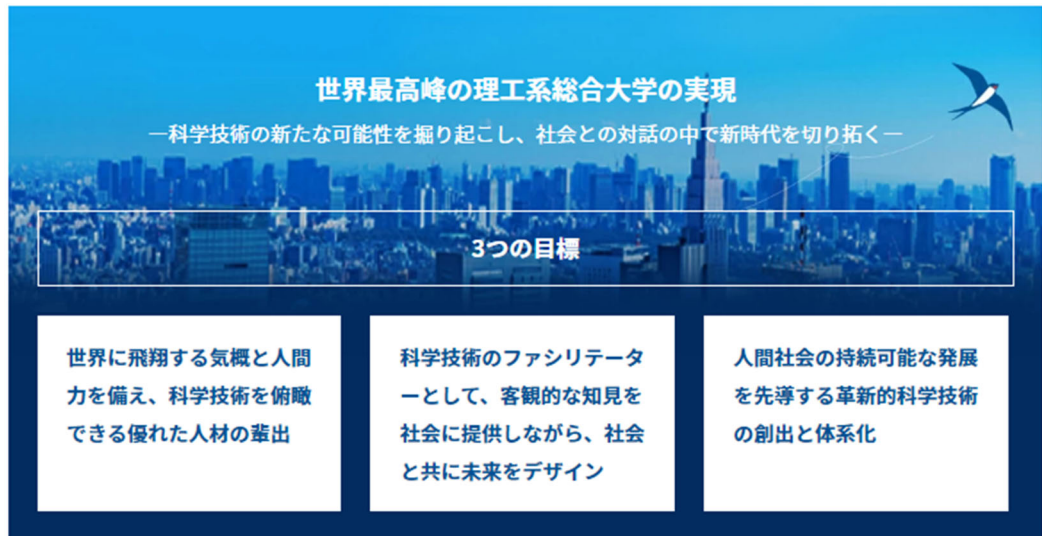 世界最高峰の理工系総合大学の実現
―科学技術の新たな可能性を掘り起こし、社会との対話の中で新時代を切り拓く―
3つの目標
世界に飛翔する気概と人間
力を備え、科学技術を俯瞰
できる優れた人材の輩出
科学技術のファシリテータ
ーとして、客観的な知見を
社会に提供しながら、社会
と共に未来をデザイン
人間社会の持続可能な発展
を先導する革新的科学技術
の創出と体系化